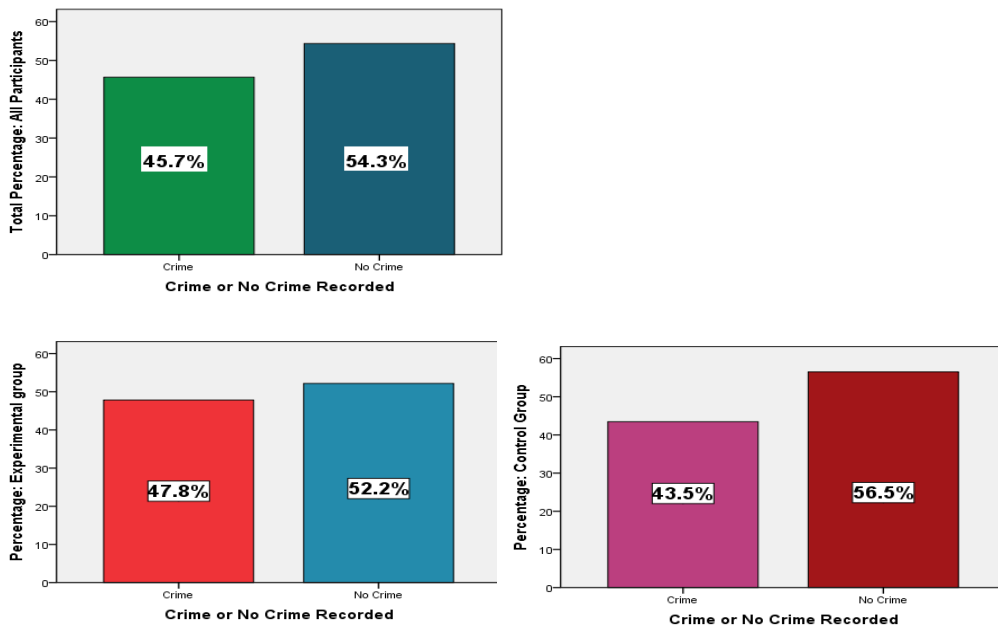 Total Percentage: All Participants
60
50
40
30
20
10
0
45.7%
54.3%
Crime
No Crime
Crime or No Crime Recorded
Percentage: Experimental group
60
50
40
30
20
10
0
47.8%
52.2%
Crime
No Crime
Crime or No Crime Recorded
Percentage: Control Group
60
50
40
30
20
10
0
43.5%
56.5%
Crime
No Crime
Crime or No Crime Recorded